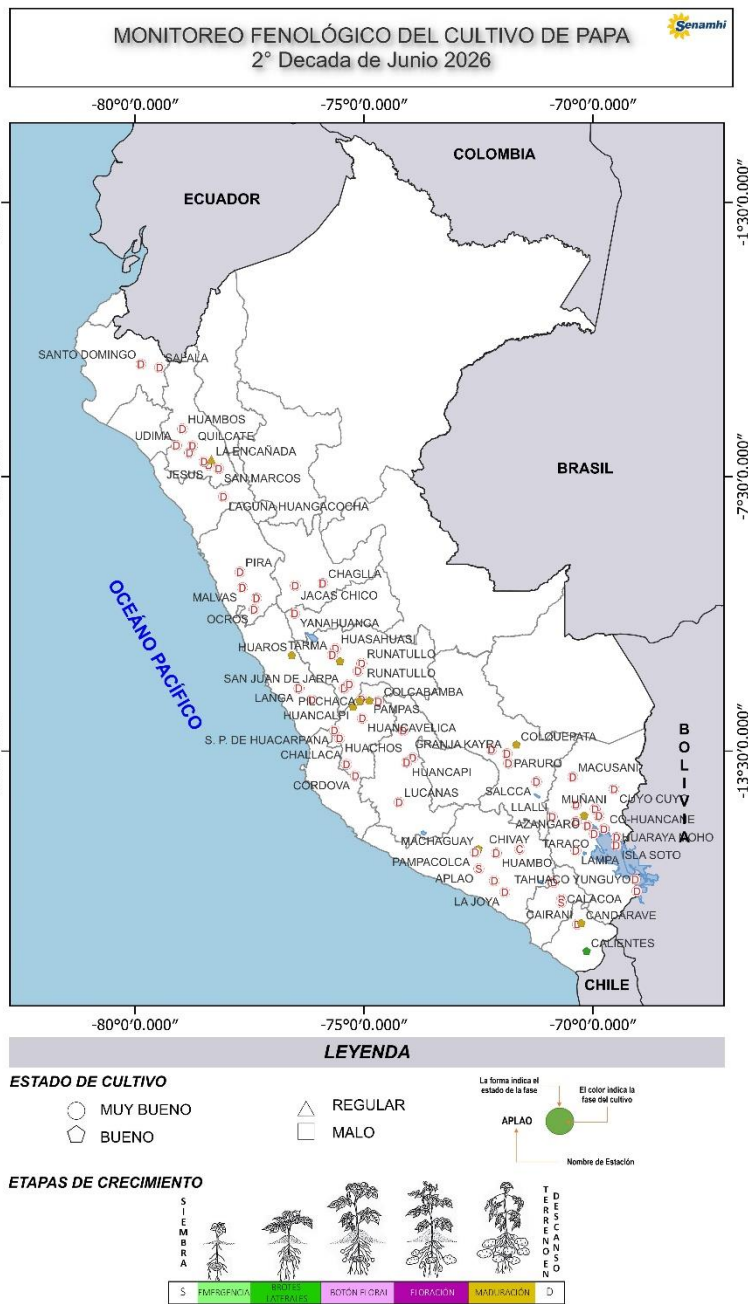 MONITOREO FENOLÓGICO DEL CULTIVO DE PAPA
2° Decada de Junio 2026
Senamhi
-80°0'0.000" -75°0'0.000" -70°0'0.000"
COLOMBIA
ECUADOR
-1°30'0.000"
SANTO DOMINGO
HUAMBOS
UDIMA QUILCATE
LA ENCAÑADA
JESUS SAN MARCOS
BRASIL
-7°30'0.000"
LAGUNA HUANGACOCHA
PIRA
CHAGLLA
MALVAS JACAS CHICO
OCROS
YANAHUANCA
OCEÁNO PACÍFICO
HUASAHUASI
HUAROS TARMA
RUNATULLO
RUNATULLO
SAN JUAN DE JARPA
LANGA PILCHACA COLCABAMBA
HUANCALPI PAMPAS
HUANCAVELICA
S. P. DE HUACARPANA
HUACHOS
GRANJA KAYRA
COLQUEPATA
CHALLACA
PARURO
HUANCAPI
MACUSANI
-13°30'0.000"
BOLIVIA
CORDOVA
LUCANAS
SALCCA
LLALLI
MUÑANI
CUYO CUYO
AZANGARO
CO-HUANCANE
HUARAYA MOHO
MACHAGUAY
CHIVAY
TARACO
LAMPA
ISLA SOTO
PAMPACOLCA
HUAMBO
APLAO
TAHUACO YUNGUYO
LA JOYA
CALACOA
CAIRANI
CANDARAVE
CALIENTES
CHILE
-80°0'0.000" -75°0'0.000" -70°0'0.000"
LEYENDA
ESTADO DE CULTIVO
MUY BUENO
BUENO
REGULAR
MALO
La forma indica el estado de la fase
El color indica la fase del cultivo
APLAO
Nombre de Estación
ETAPAS DE CRECIMIENTO
SIEMBRA
TERRENO EN DESCANSO
S EMERGENCIA BROTES LATERALES BOTÓN FLORAL FLORACIÓN MADURACIÓN D